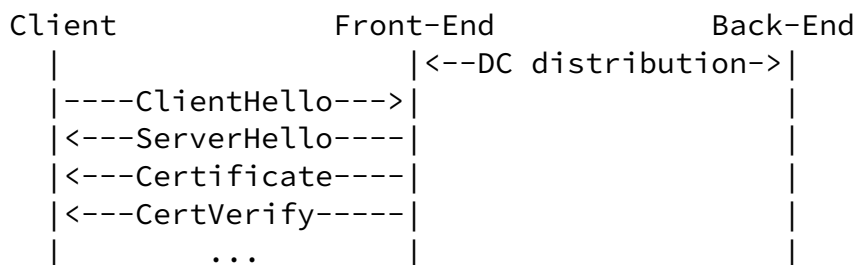 Client            Front-End            Back-End
  |                   |<--DC distribution->|
  |----ClientHello--->|                    |
  |<---ServerHello----|                    |
  |<---Certificate----|                    |
  |<---CertVerify-----|                    |
  |        ...        |                    |